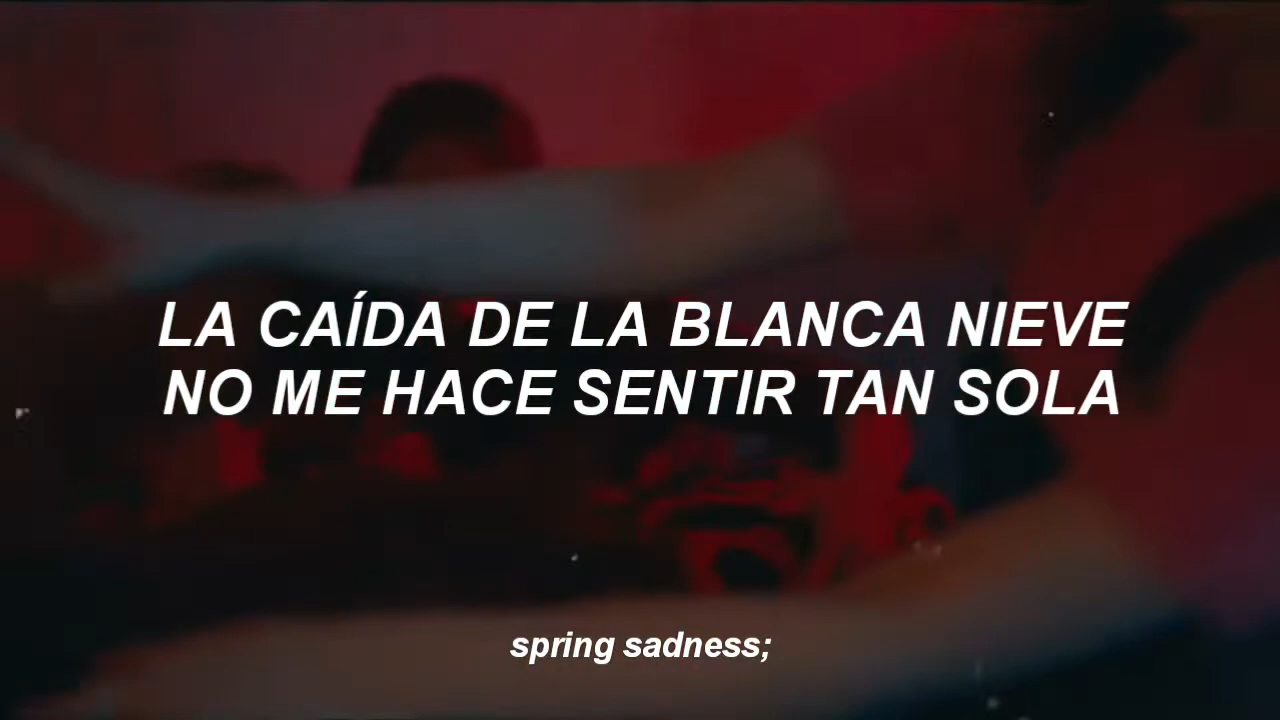 LA CAÍDA DE LA BLANCA NIEVE
NO ME HACE SENTIR TAN SOLA
spring sadness;